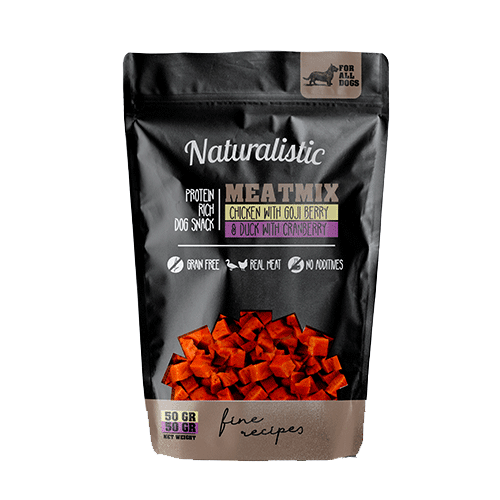 FOR
ALL
DOGS
Naturalistic
PROTEIN
RICH
DOG SNACK
MEATMIX
CHICKEN WITH GOJI BERRY
& DUCK WITH CRANBERRY
GRAIN FREE
REAL MEAT
NO ADDITIVES
50 GR
50 GR
NET WEIGHT
fine
recipes